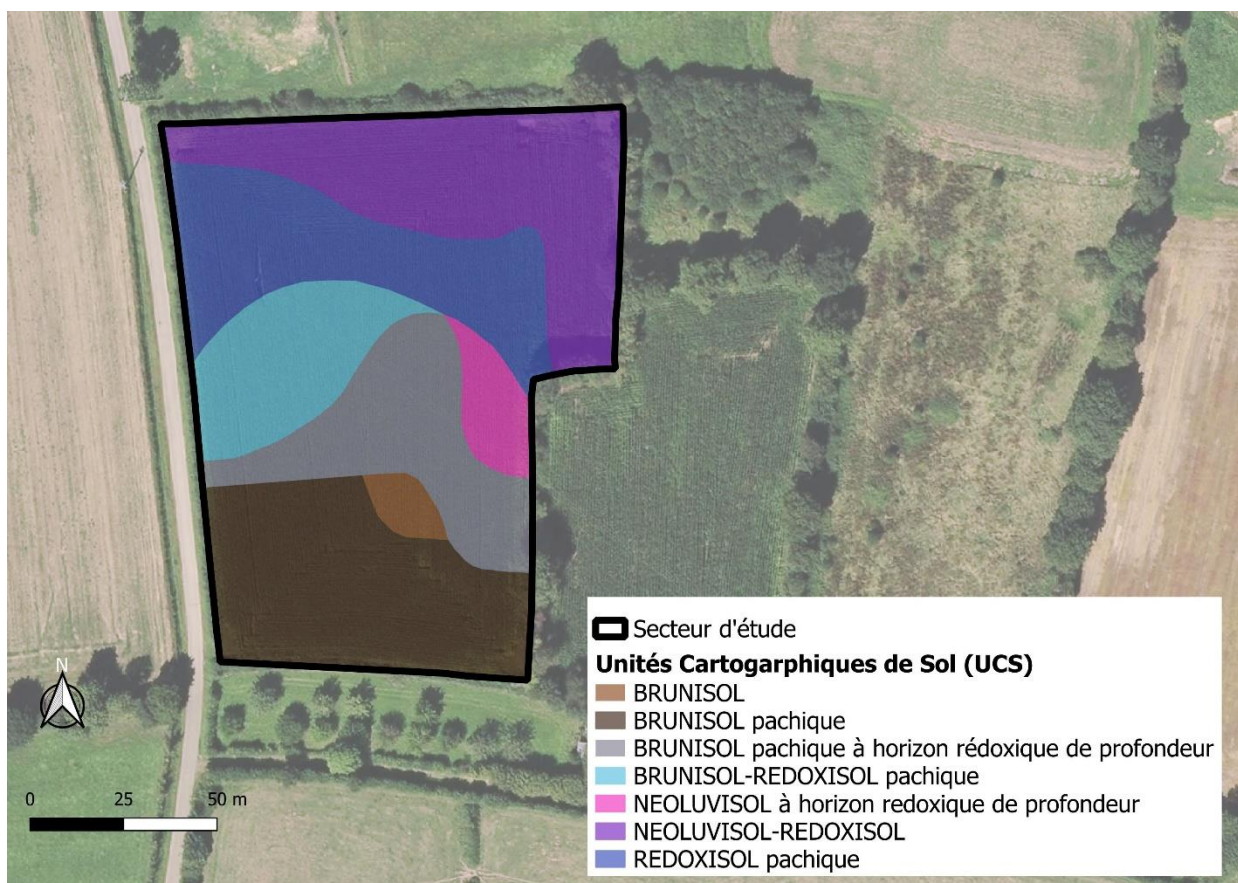 N
0 25 50 m
Secteur d'étude
Unités Cartogarphiques de Sol (UCS)
BRUNISOL
BRUNISOL pachique
BRUNISOL pachique à horizon rédoxique de profondeur
BRUNISOL-REDOXISOL pachique
NEOLUVISOL à horizon redoxique de profondeur
NEOLUVISOL-REDOXISOL
REDOXISOL pachique